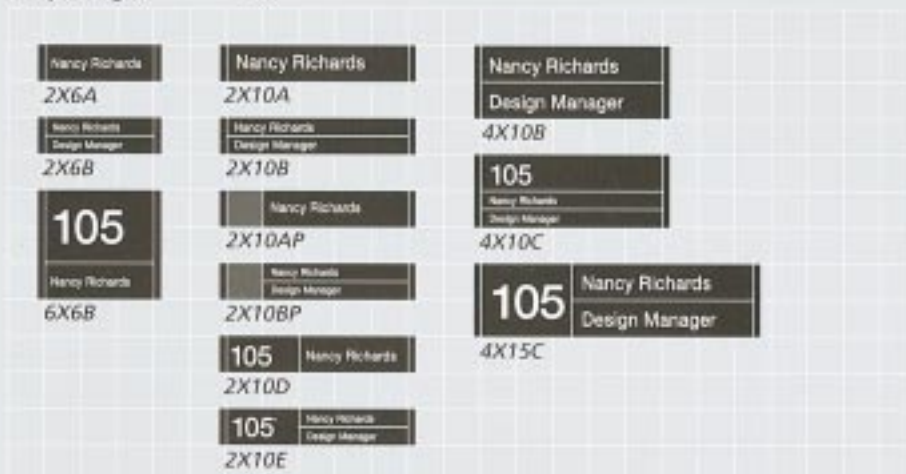 Nancy Richards
2X6A
Nancy Richards
Design Manager
2X6B
105
Nancy Richards
6X6B
Nancy Richards
2X10A
Nancy Richards
Design Manager
2X10B
Nancy Richards
2X10AP
Nancy Richards
Design Manager
2X10BP
105 Nancy Richards
2X10D
105
Nancy Richards
Design Manager
2X10E
Nancy Richards
Design Manager
4X10B
105
Nancy Richards
Design Manager
4X10C
105
Nancy Richards
Design Manager
4X15C